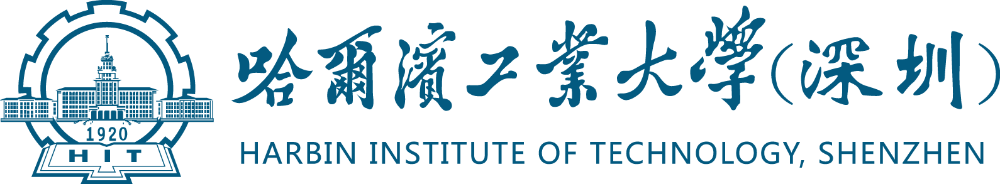 1920
HIT
哈爾濱工業大學(深圳)
HARBIN INSTITUTE OF TECHNOLOGY, SHENZHEN